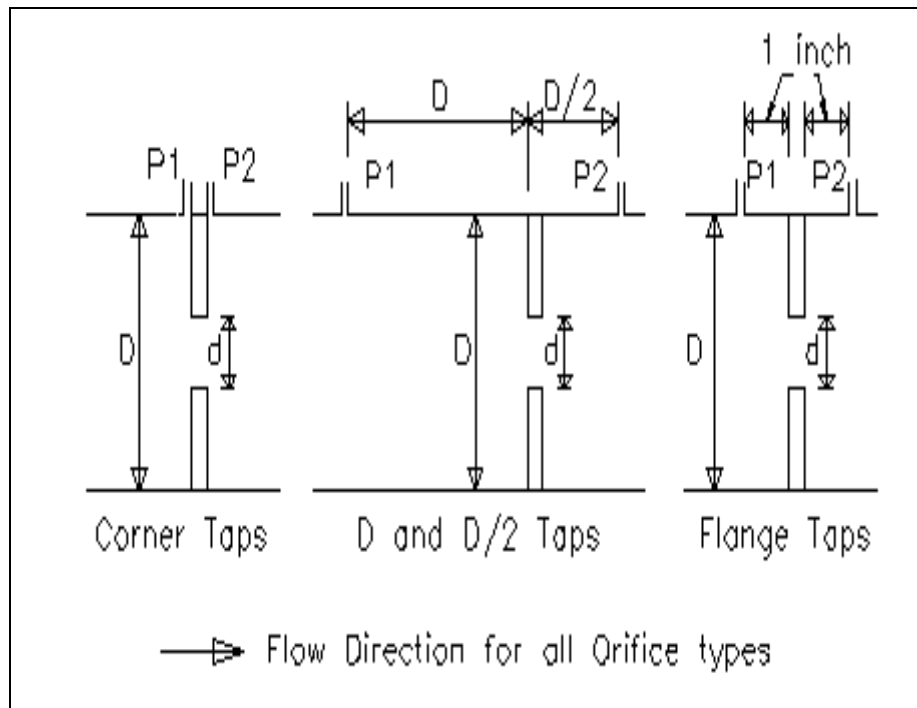 1 inch
D
D/2
P1
P2
P1
P2
P1
P2
D
d
D
d
D
d
Corner Taps
D and D/2 Taps
Flange Taps
Flow Direction for all Orifice types